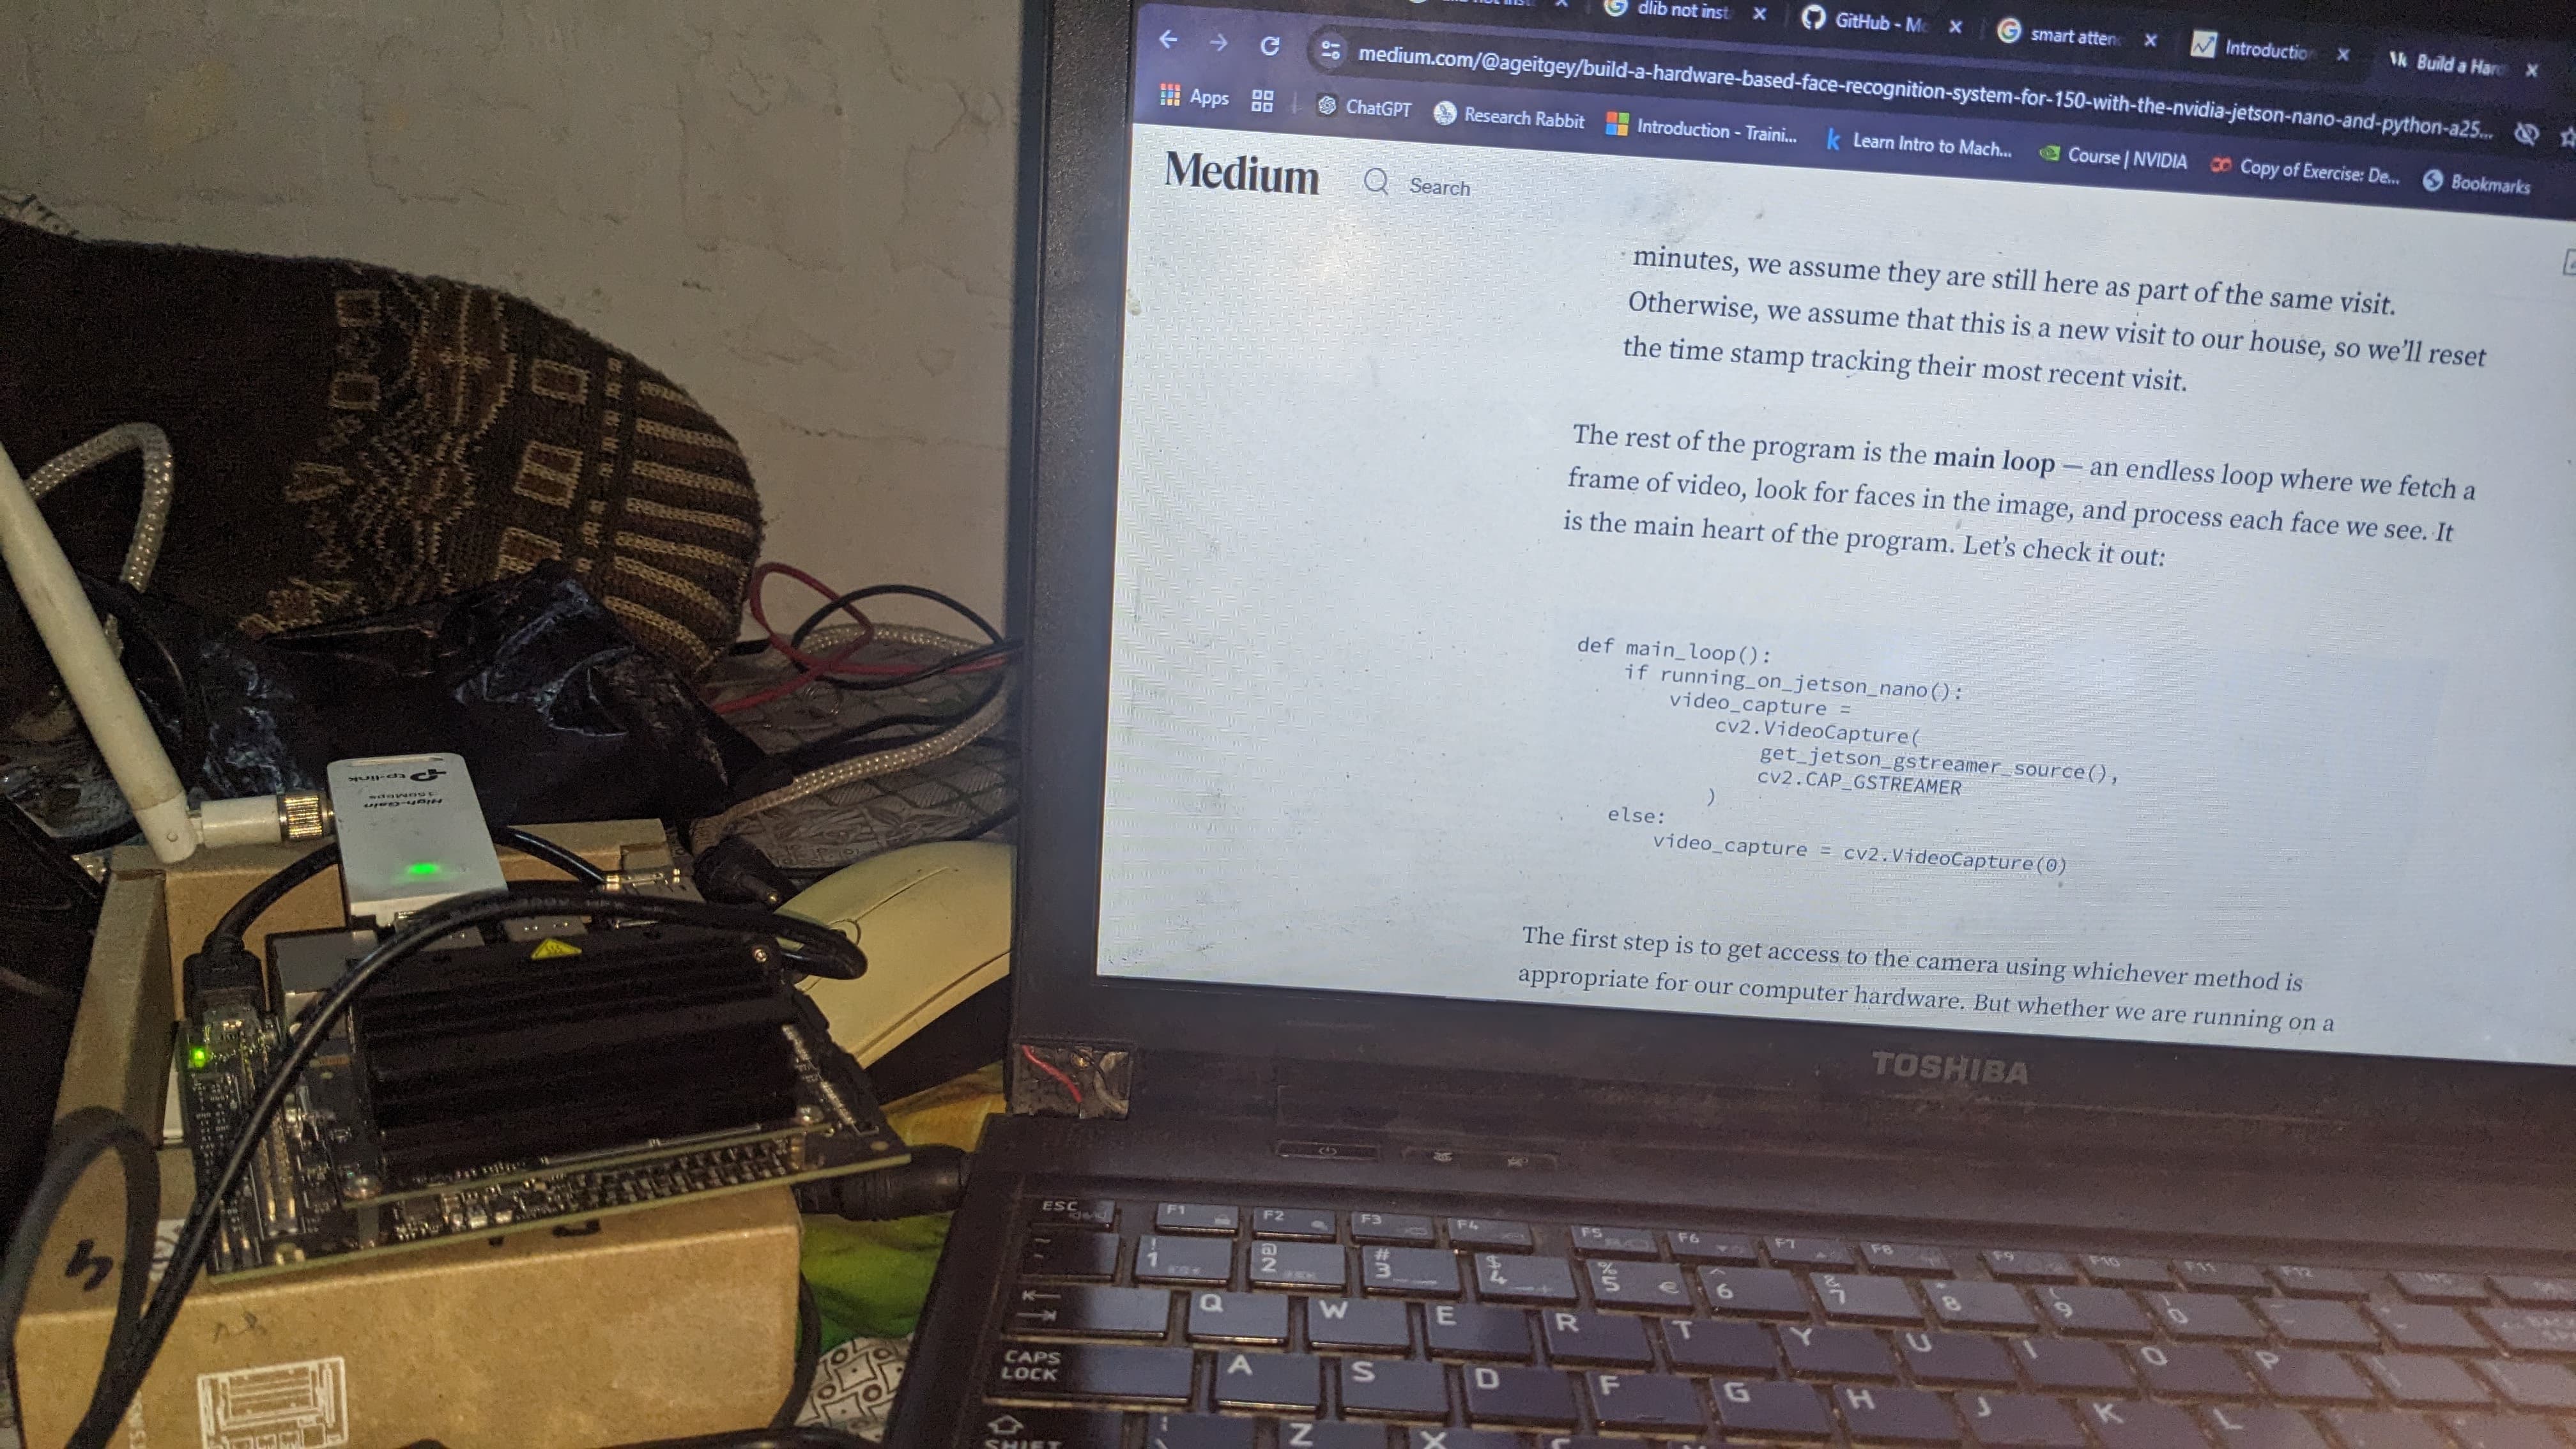 dlib not inst
GitHub - Mo
smart atten
Introduction
Build a Hard
medium.com/@ageitgey/build-a-hardware-based-face-recognition-system-for-150-with-the-nvidia-jetson-nano-and-python-a25...
Apps
ChatGPT
Research Rabbit
Introduction - Traini...
Learn Intro to Mach...
Course | NVIDIA
Copy of Exercise: De...
Bookmarks
Medium
Search
minutes, we assume they are still here as part of the same visit.
Otherwise, we assume that this is a new visit to our house, so we'll reset
the time stamp tracking their most recent visit.
The rest of the program is the main loop — an endless loop where we fetch a
frame of video, look for faces in the image, and process each face we see. It
is the main heart of the program. Let's check it out:
def main_loop():
if running_on_jetson_nano():
video_capture =
cv2.VideoCapture(
get_jetson_gstreamer_source(),
cv2.CAP_GSTREAMER
)
else:
video_capture = cv2.VideoCapture(0)
The first step is to get access to the camera using whichever method is
appropriate for our computer hardware. But whether we are running on a
TOSHIBA
tp-link
High-Gain
150Mbps
ESC F1 F2 F3 F4 F5 F6 F7 F8 F9 F10 F11 F12
! @ # $ % ^ & * ( )
1 2 3 4 5 € 6 7 8 9 0
Q W E R T Y U I O P
CAPS
LOCK
A S D F G H J K L
SHIFT
Z X